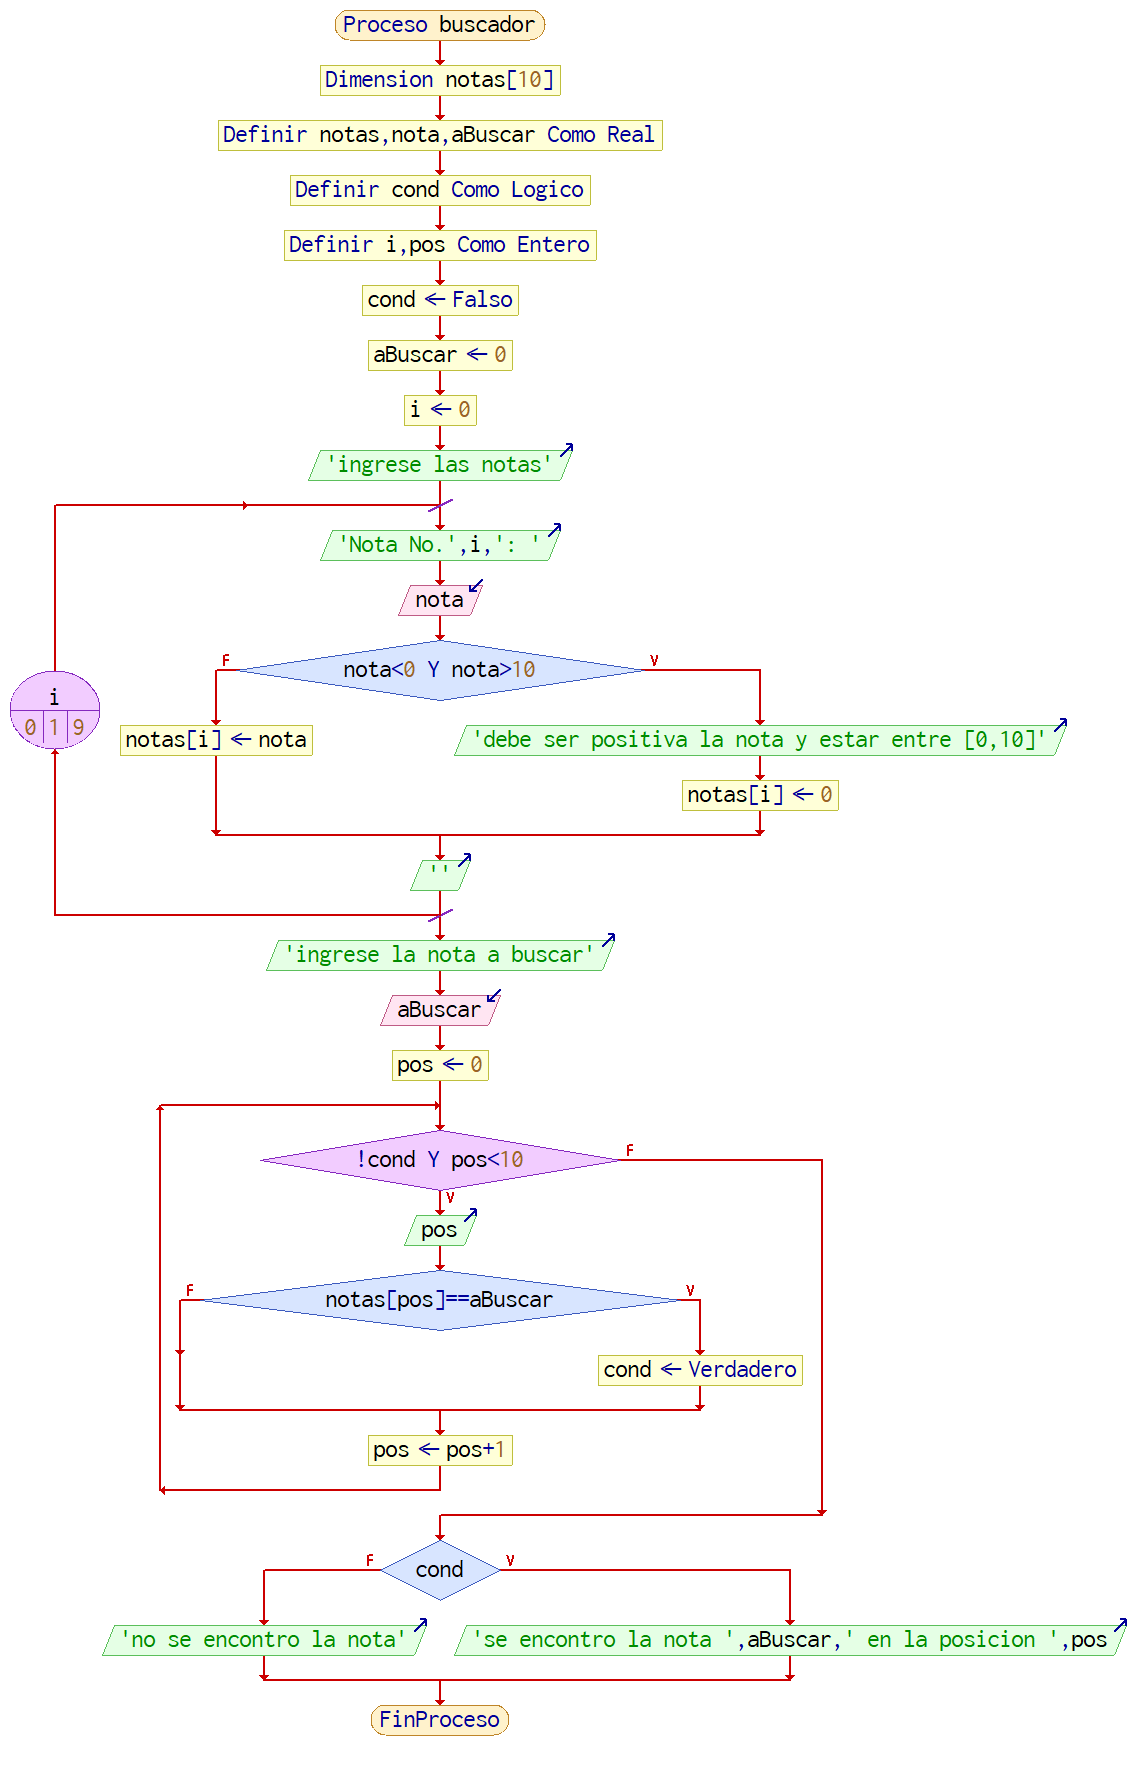 Proceso buscador
Dimension notas[10]
Definir notas,nota,aBuscar Como Real
Definir cond Como Logico
Definir i,pos Como Entero
cond ← Falso
aBuscar ← 0
i ← 0
'ingrese las notas'
'Nota No.',i,': '
nota
F
nota<0 Y nota>10
V
i
0 1 9
notas[i] ← nota
'debe ser positiva la nota y estar entre [0,10]'
notas[i] ← 0
''
'ingrese la nota a buscar'
aBuscar
pos ← 0
!cond Y pos<10
F
V
pos
F
notas[pos]==aBuscar
V
cond ← Verdadero
pos ← pos+1
F
cond
V
'no se encontro la nota'
'se encontro la nota ',aBuscar,' en la posicion ',pos
FinProceso